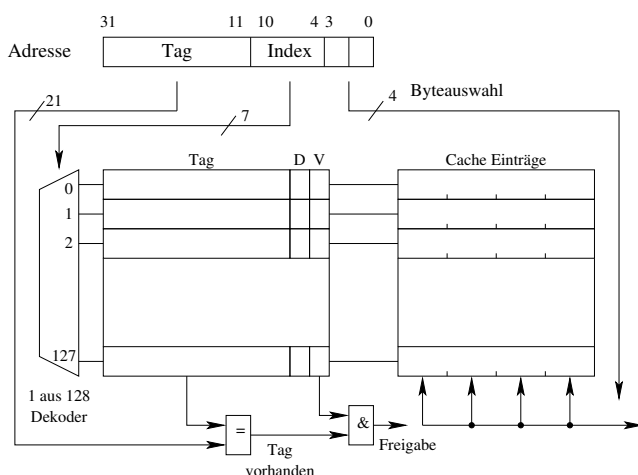 31 11 10 4 3 0
Adresse Tag Index
21 4 Byteauswahl
7
Tag D V Cache Einträge
0
1
2
127
1 aus 128
Dekoder
= & Freigabe
Tag
vorhanden